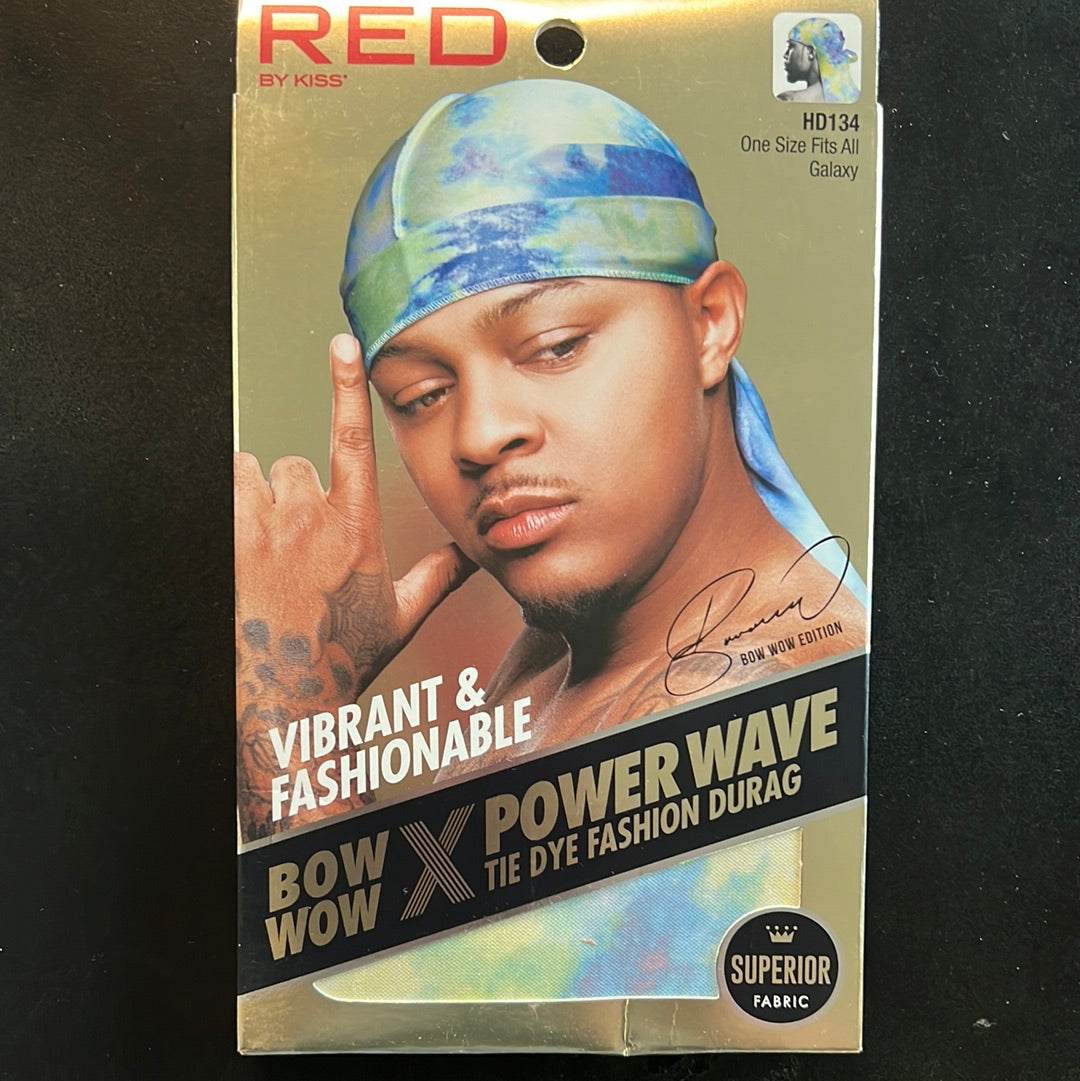 RED
BY KISS'
HD134
One Size Fits All
Galaxy
BOW WOW EDITION
VIBRANT &
FASHIONABLE
BOW
WOW
X
POWER WAVE
TIE DYE FASHION DURAG
SUPERIOR
FABRIC